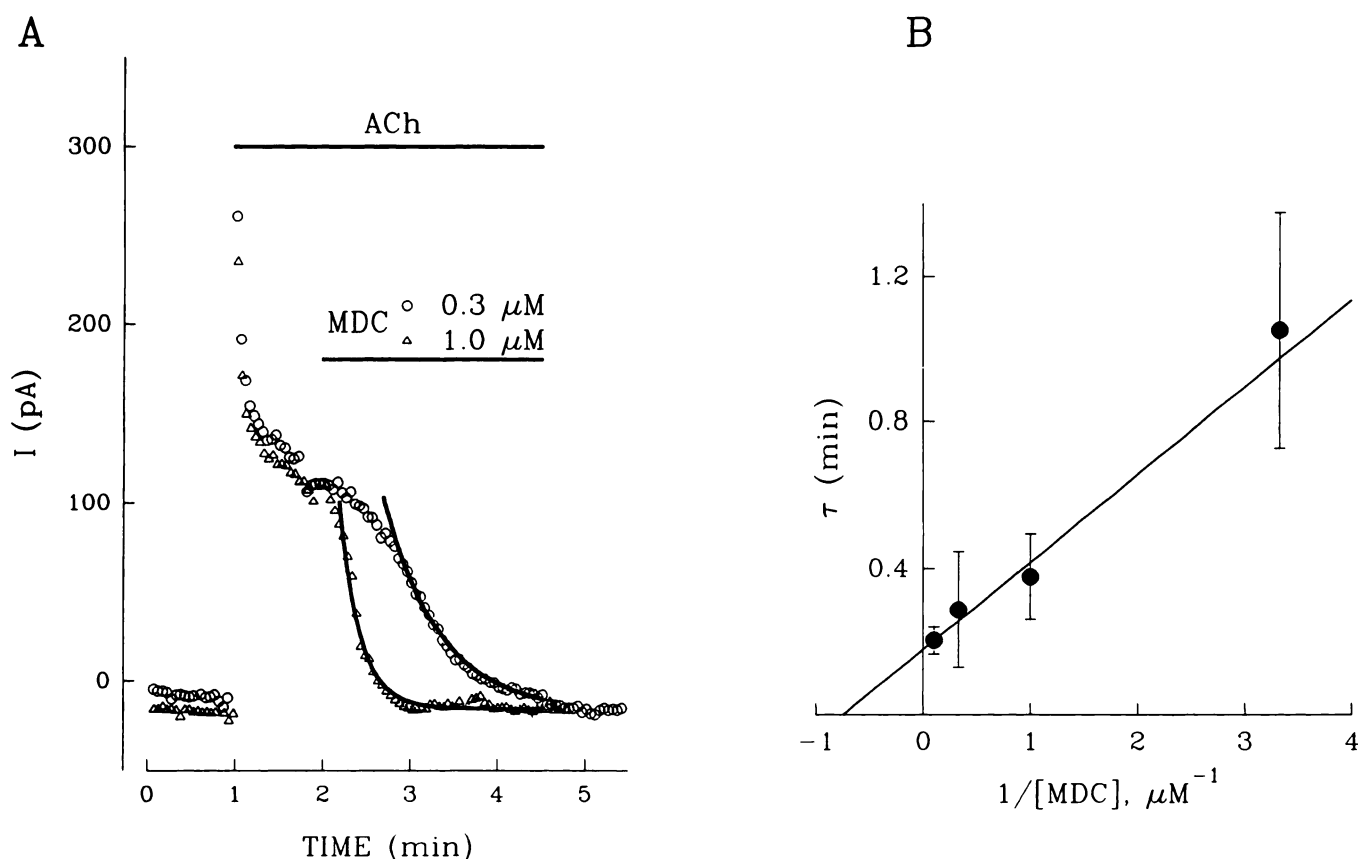 A
I (pA)
300
200
100
0
ACh
MDC
○ 0.3 μM
△ 1.0 μM
0 1 2 3 4 5
TIME (min)
B
τ (min)
1.2
0.8
0.4
−1 0 1 2 3 4
1/[MDC], μM⁻¹